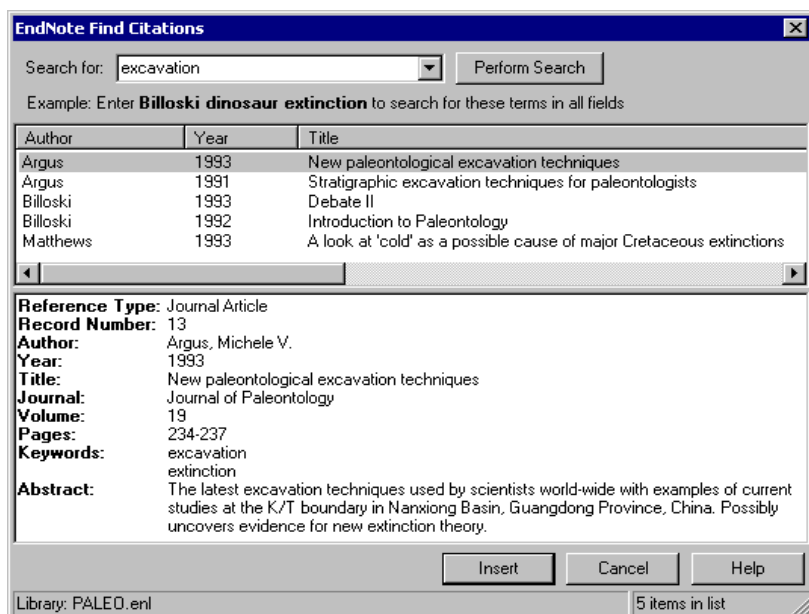 EndNote Find Citations
Search for: excavation Perform Search
Example: Enter Billoski dinosaur extinction to search for these terms in all fields
Author Year Title
Argus 1993 New paleontological excavation techniques
Argus 1991 Stratigraphic excavation techniques for paleontologists
Billoski 1993 Debate II
Billoski 1992 Introduction to Paleontology
Matthews 1993 A look at 'cold' as a possible cause of major Cretaceous extinctions
Reference Type: Journal Article
Record Number: 13
Author: Argus, Michele V.
Year: 1993
Title: New paleontological excavation techniques
Journal: Journal of Paleontology
Volume: 19
Pages: 234-237
Keywords: excavation
extinction
Abstract: The latest excavation techniques used by scientists world-wide with examples of current
studies at the K/T boundary in Nanxiong Basin, Guangdong Province, China. Possibly
uncovers evidence for new extinction theory.
Insert Cancel Help
Library: PALEO.enl 5 items in list